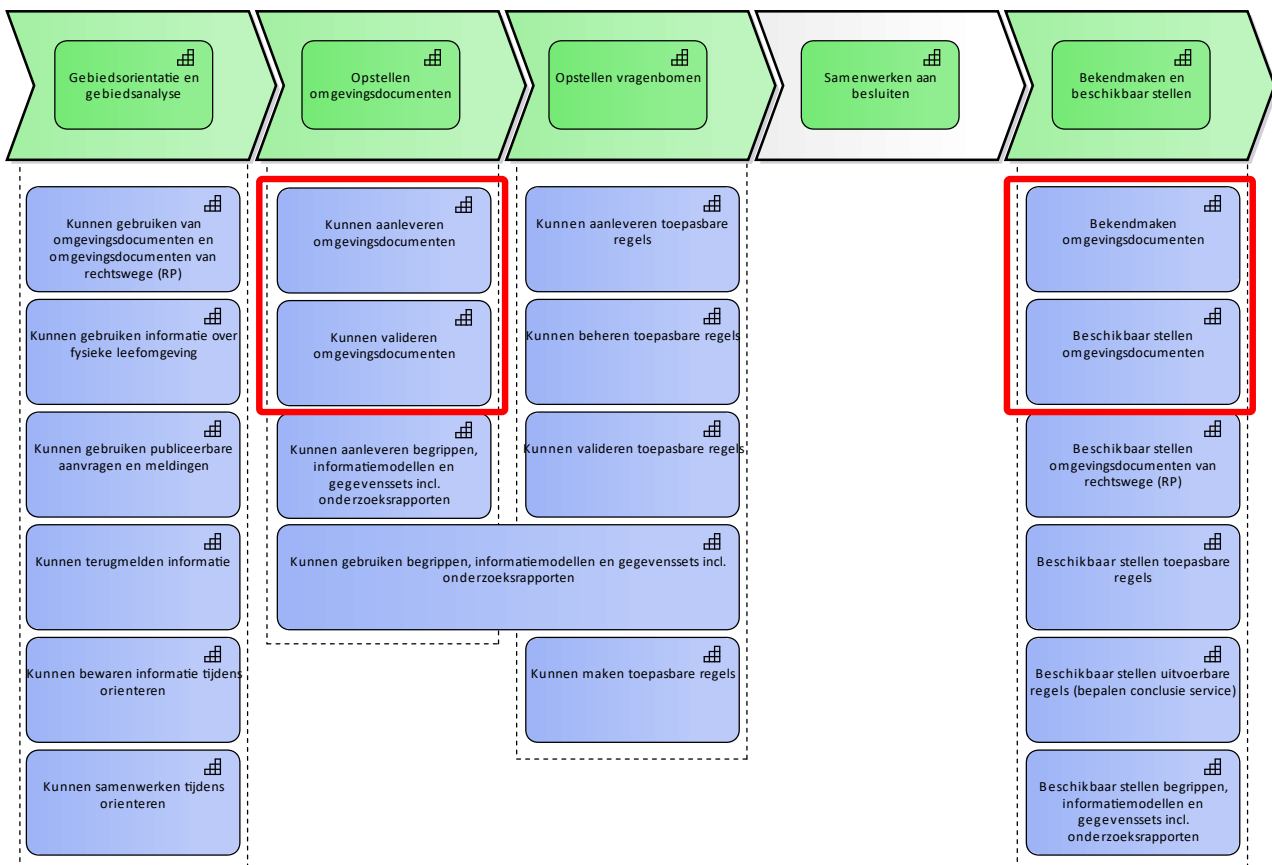 Gebiedsorientatie en
gebiedsanalyse
Opstellen
omgevingsdocumenten
Opstellen vragenbomen
Samenwerken aan
besluiten
Bekendmaken en
beschikbaar stellen
Kunnen gebruiken van
omgevingsdocumenten en
omgevingsdocumenten van
rechtswege (RP)
Kunnen gebruiken informatie over
fysieke leefomgeving
Kunnen gebruiken publiceerbare
aanvragen en meldingen
Kunnen terugmelden informatie
Kunnen bewaren informatie tijdens
orienteren
Kunnen samenwerken tijdens
orienteren
Kunnen aanleveren
omgevingsdocumenten
Kunnen valideren
omgevingsdocumenten
Kunnen aanleveren begrippen,
informatiemodellen en
gegevenssets incl.
onderzoeksrapporten
Kunnen gebruiken begrippen, informatiemodellen en gegevenssets incl.
onderzoeksrapporten
Kunnen aanleveren toepasbare
regels
Kunnen beheren toepasbare regels
Kunnen valideren toepasbare regels
Kunnen maken toepasbare regels
Bekendmaken
omgevingsdocumenten
Beschikbaar stellen
omgevingsdocumenten
Beschikbaar stellen
omgevingsdocumenten van
rechtswege (RP)
Beschikbaar stellen toepasbare
regels
Beschikbaar stellen uitvoerbare
regels (bepalen conclusie service)
Beschikbaar stellen begrippen,
informatiemodellen en
gegevenssets incl.
onderzoeksrapporten